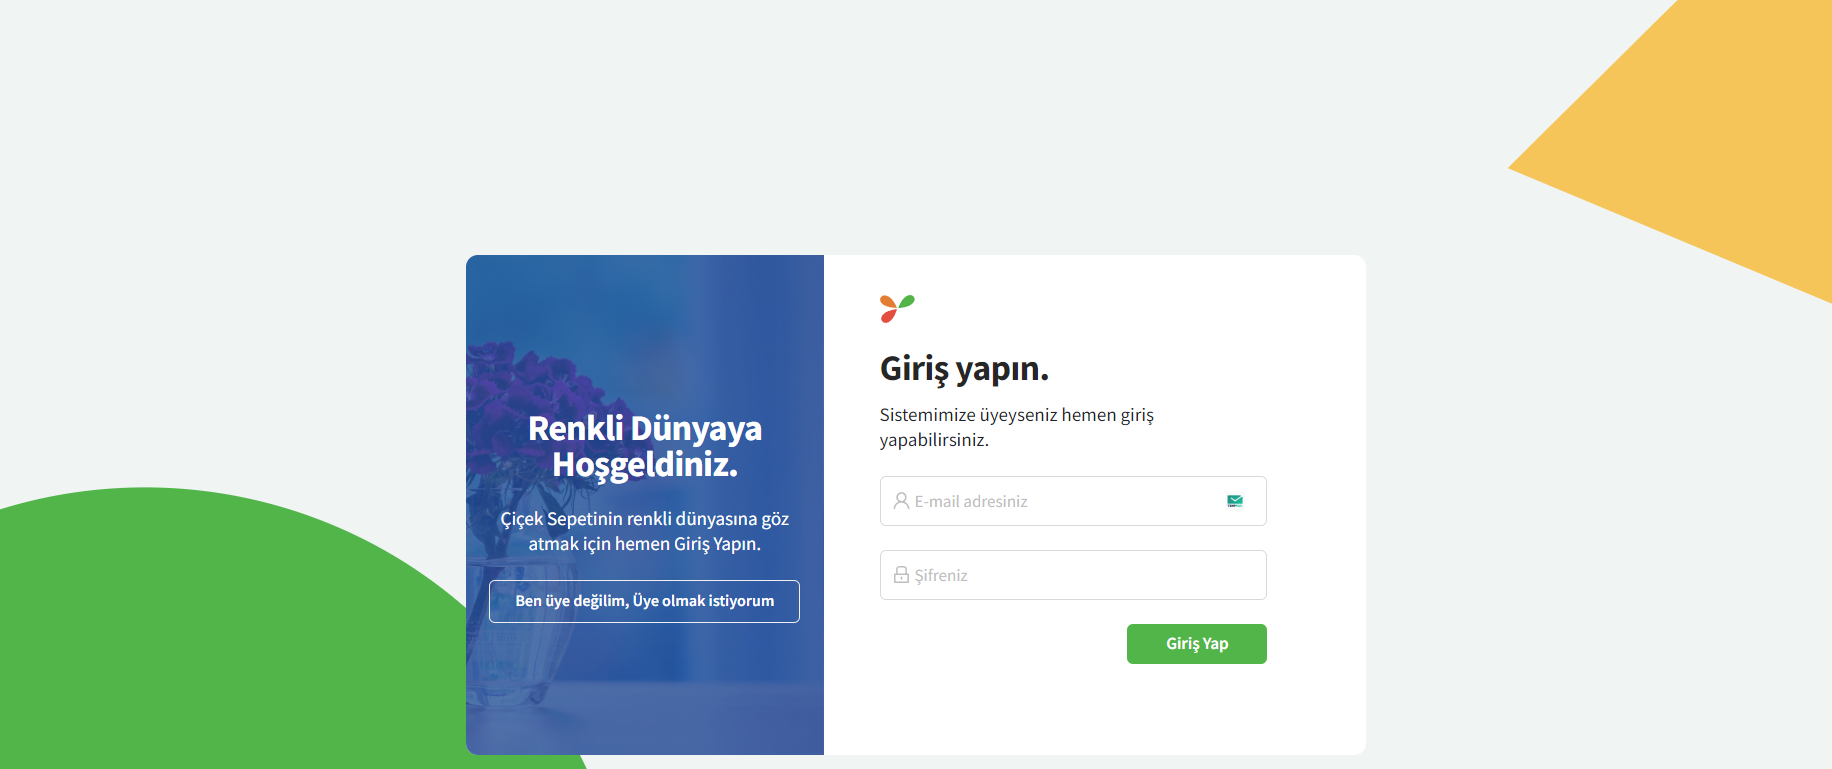 Renkli Dünyaya
Hoşgeldiniz.
Çiçek Sepetinin renkli dünyasına göz
atmak için hemen Giriş Yapın.
Ben üye değilim, Üye olmak istiyorum
Giriş yapın.
Sistemimize üyeyseniz hemen giriş
yapabilirsiniz.
E-mail adresiniz
Şifreniz
Giriş Yap